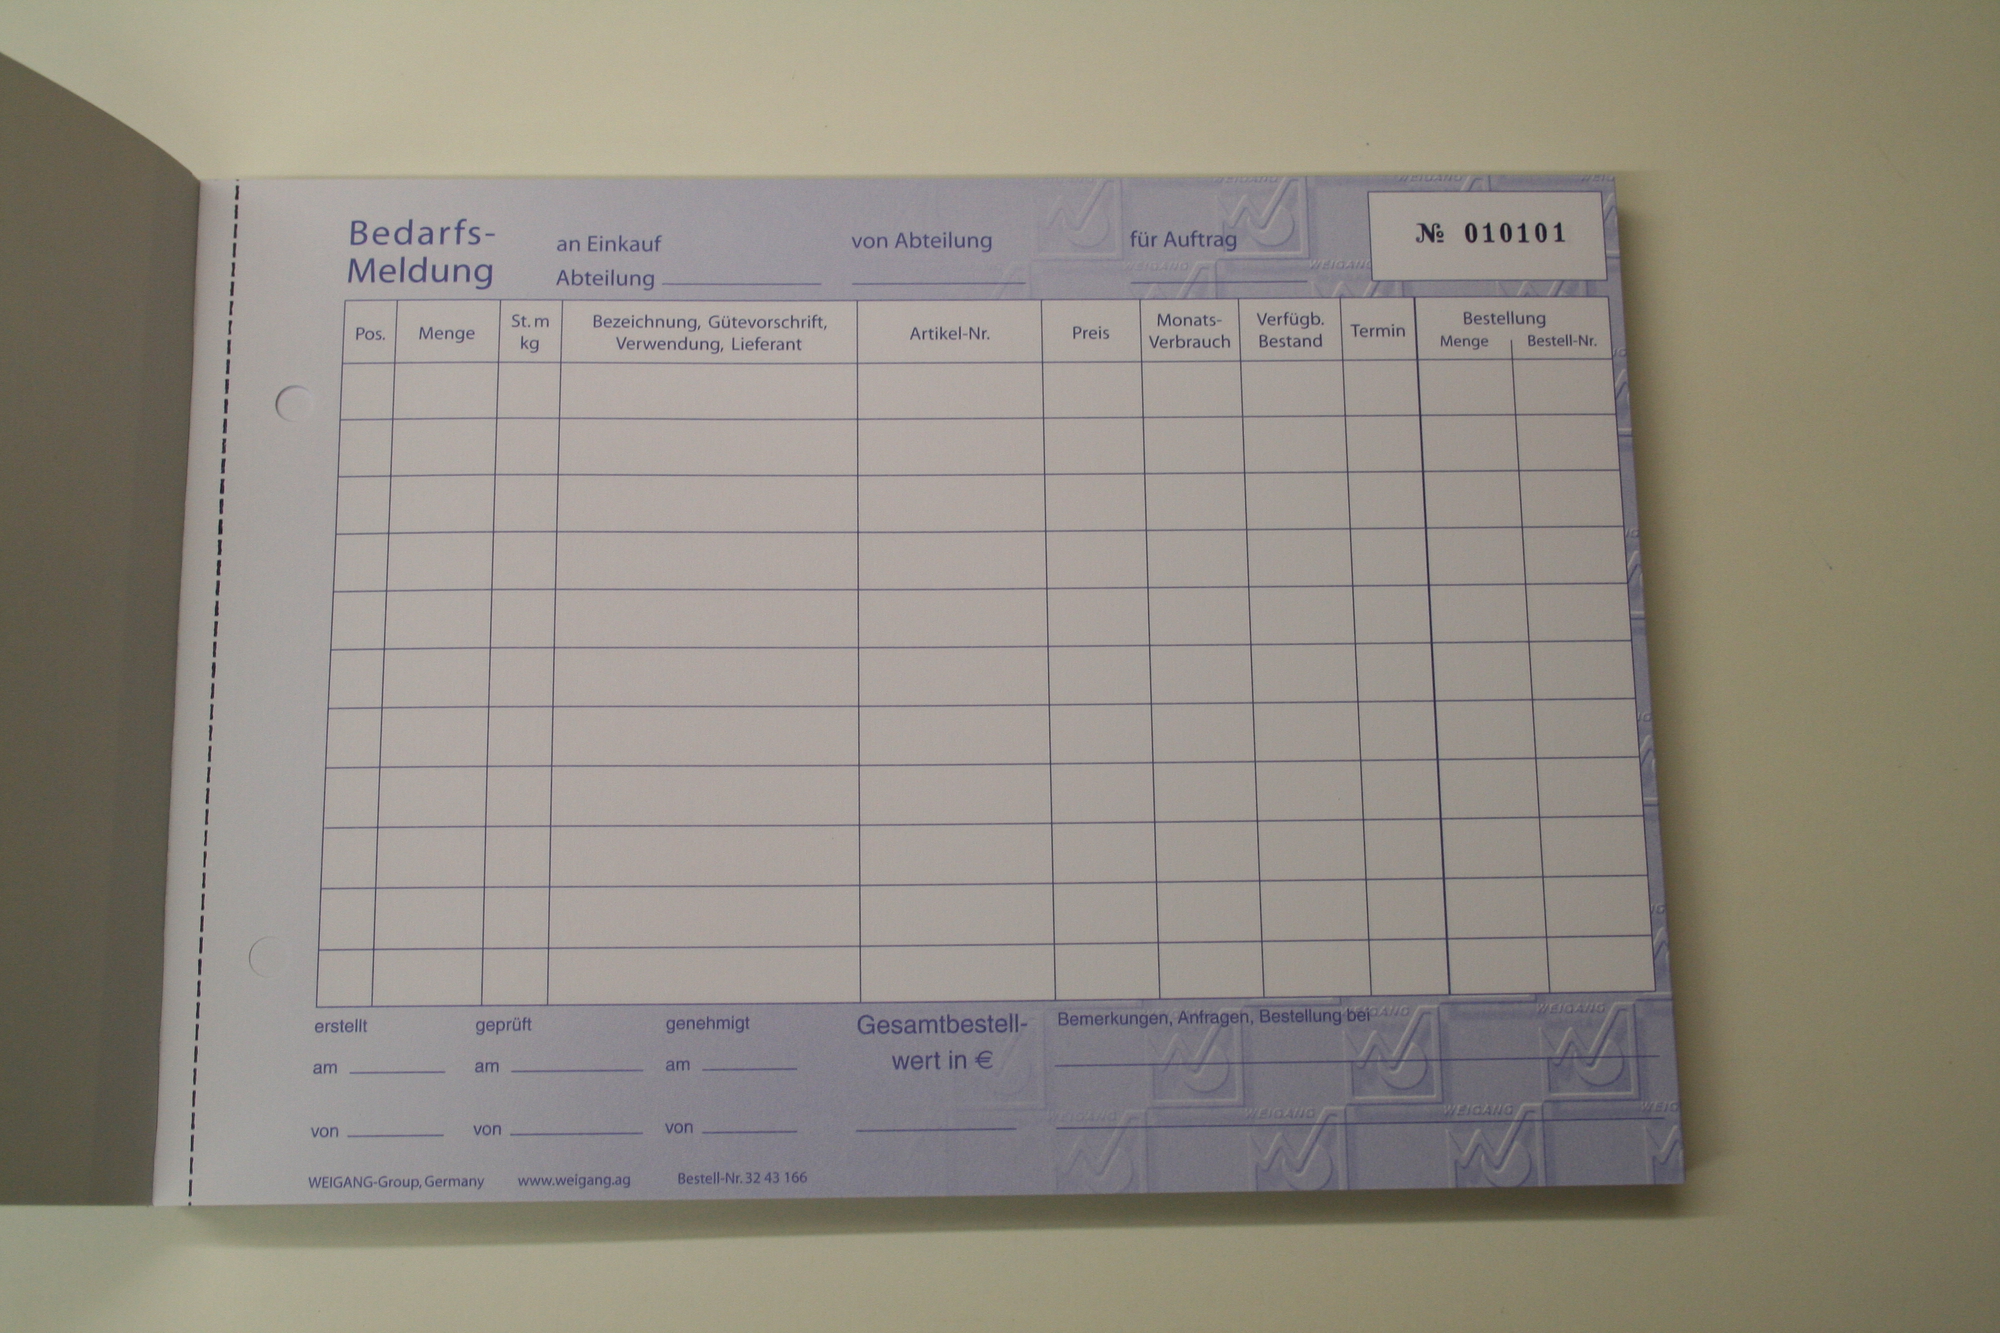 Bedarfs-
Meldung
an Einkauf
Abteilung
von Abteilung
für Auftrag
№ 010101
Pos.
Menge
St. m
kg
Bezeichnung, Gütevorschrift,
Verwendung, Lieferant
Artikel-Nr.
Preis
Monats-
Verbrauch
Verfügb.
Bestand
Termin
Bestellung
Menge
Bestell-Nr.
erstellt
am
von
geprüft
am
von
genehmigt
am
von
Gesamtbestell-
wert in €
Bemerkungen, Anfragen, Bestellung bei
WEIGANG-Group, Germany
www.weigang.ag
Bestell-Nr. 32 43 166
WEIGANG